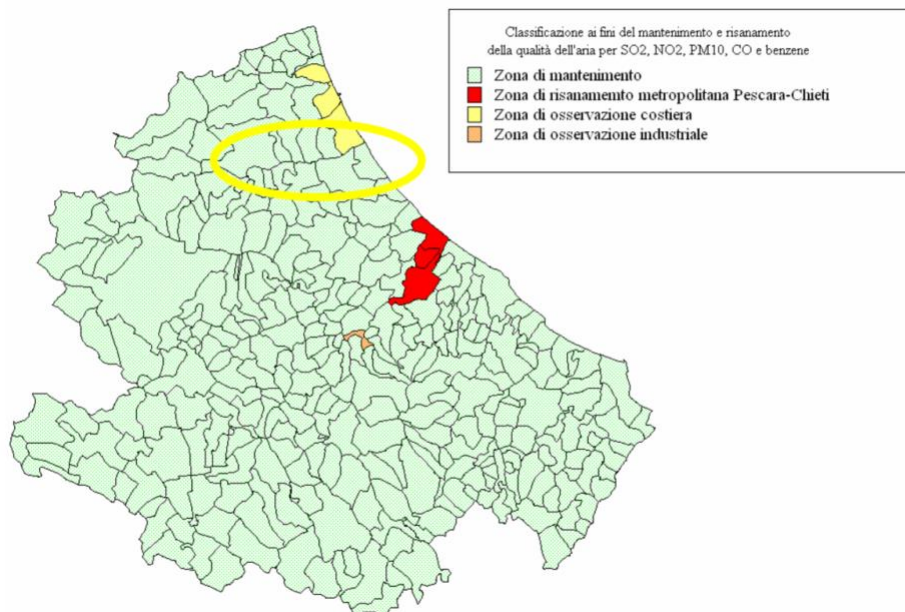 Classificazione ai fini del mantenimento e risanamento
della qualità dell'aria per SO2, NO2, PM10, CO e benzene
Zona di mantenimento
Zona di risanamemto metropolitana Pescara-Chieti
Zona di osservazione costiera
Zona di osservazione industriale